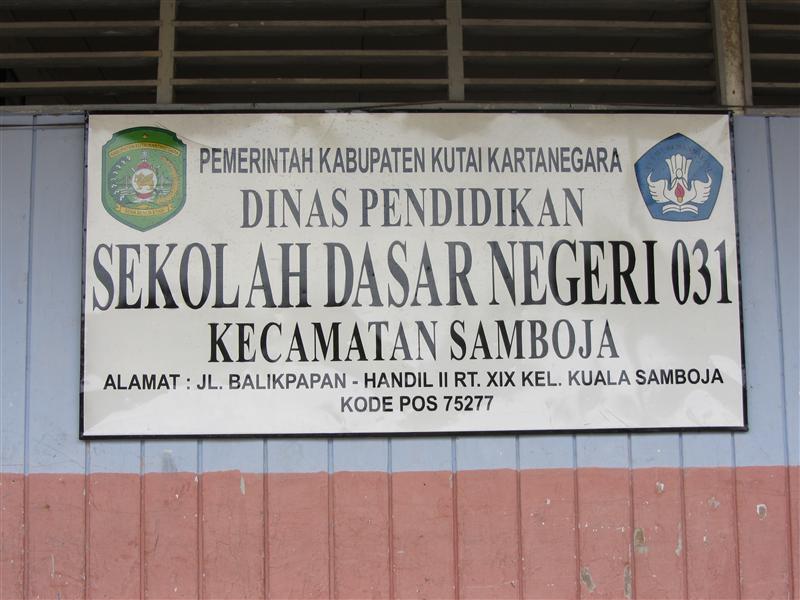 PEMERINTAH KABUPATEN KUTAI KARTANEGARA
DINAS PENDIDIKAN
SEKOLAH DASAR NEGERI 031
KECAMATAN SAMBOJA
ALAMAT : JL. BALIKPAPAN - HANDIL II RT. XIX KEL. KUALA SAMBOJA
KODE POS 75277